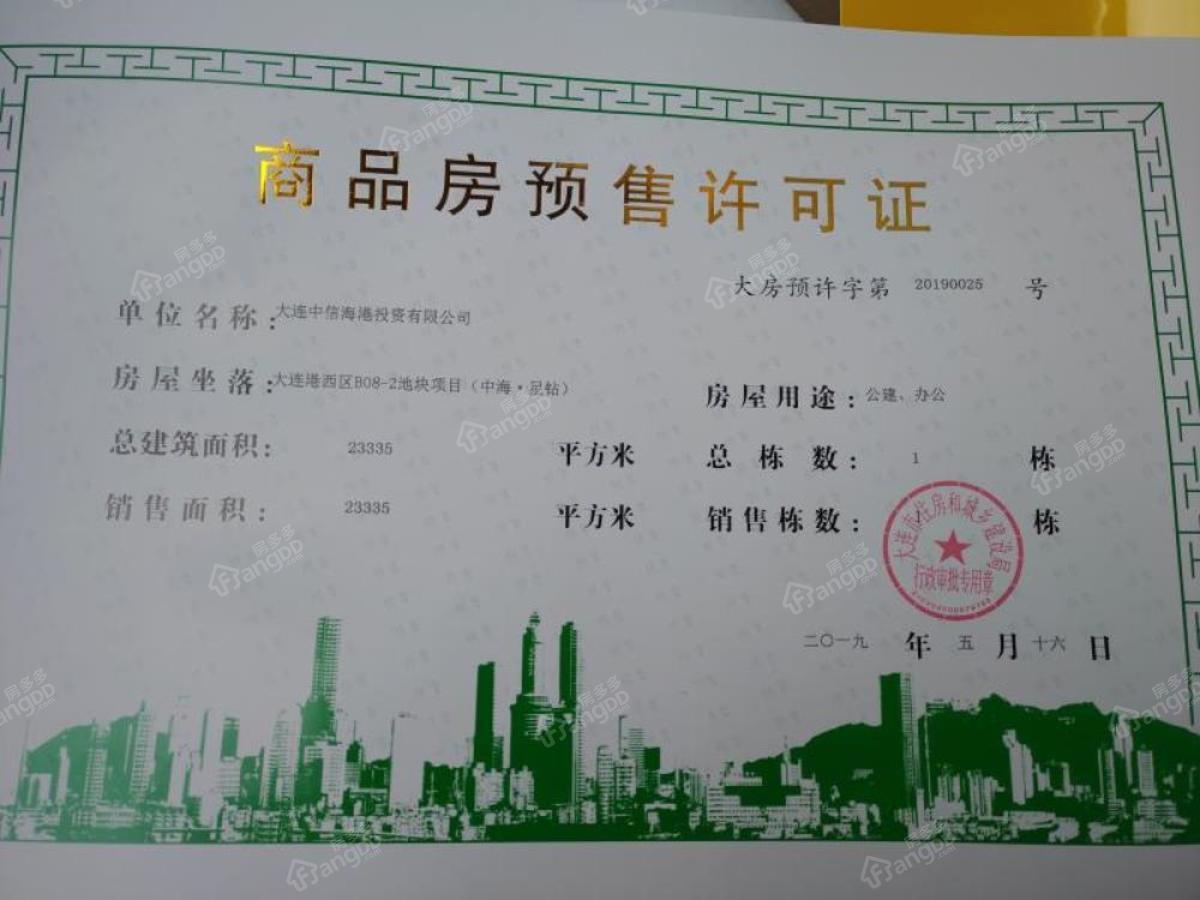 商品房预售许可证
大房预许字第 20190025 号
单位名称：大连中信海港投资有限公司
房屋坐落：大连港西区B08-2地块项目（中海·星钻）
房屋用途：公建、办公
总建筑面积： 23335 平方米 总栋数： 1 栋
销售面积： 23335 平方米 销售栋数： 1 栋
大连市住房和城乡建设局
行政审批专用章
二〇一九 年 五 月 十六 日
房多多
Fangdd